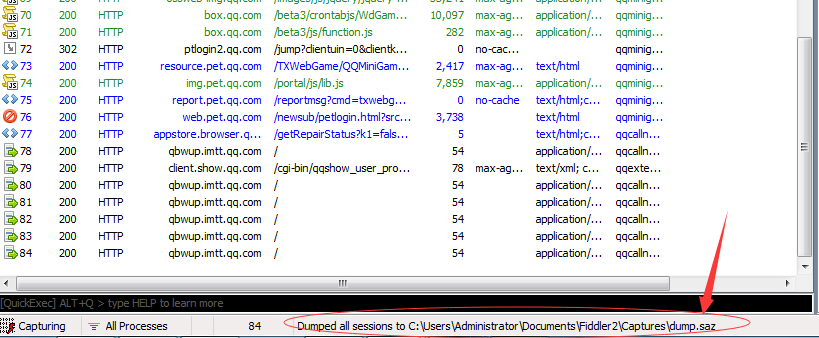 70 200 HTTP
box.qq.com /beta3/crontabjs/WdGam... 10,097 max-ag... application/... qqminig...
71 200 HTTP box.qq.com /beta3/js/function.js 282 max-ag... application/... qqminig...
72 302 HTTP ptlogin2.qq.com /jump?clientuin=0&clientk... 0 no-cac... qqminig...
73 200 HTTP resource.pet.qq.com /TXWebGame/QQMiniGam... 2,417 max-ag... text/html qqminig...
74 200 HTTP img.pet.qq.com /portal/js/lib.js 7,859 max-ag... application/... qqminig...
75 200 HTTP report.pet.qq.com /reportmsg?cmd=txwebg... 0 no-cache text/html;c... qqminig...
76 200 HTTP web.pet.qq.com /newsub/petlogin.html?src... 3,738 text/html qqminig...
77 200 HTTP appstore.browser.q... /getRepairStatus?k1=fals... 5 text/html;c... qqcalln...
78 200 HTTP qbwup.imtt.qq.com / 54 application/... qqcalln...
79 200 HTTP client.show.qq.com /cgi-bin/qqshow_user_pro... 78 max-ag... text/xml; c... qqexte...
80 200 HTTP qbwup.imtt.qq.com / 54 application/... qqcalln...
81 200 HTTP qbwup.imtt.qq.com / 54 application/... qqcalln...
82 200 HTTP qbwup.imtt.qq.com / 54 application/... qqcalln...
83 200 HTTP qbwup.imtt.qq.com / 54 application/... qqcalln...
84 200 HTTP qbwup.imtt.qq.com / 54 application/... qqcalln...
[QuickExec] ALT+Q > type HELP to learn more
Capturing All Processes 84 Dumped all sessions to C:\Users\Administrator\Documents\Fiddler2\Captures\dump.saz